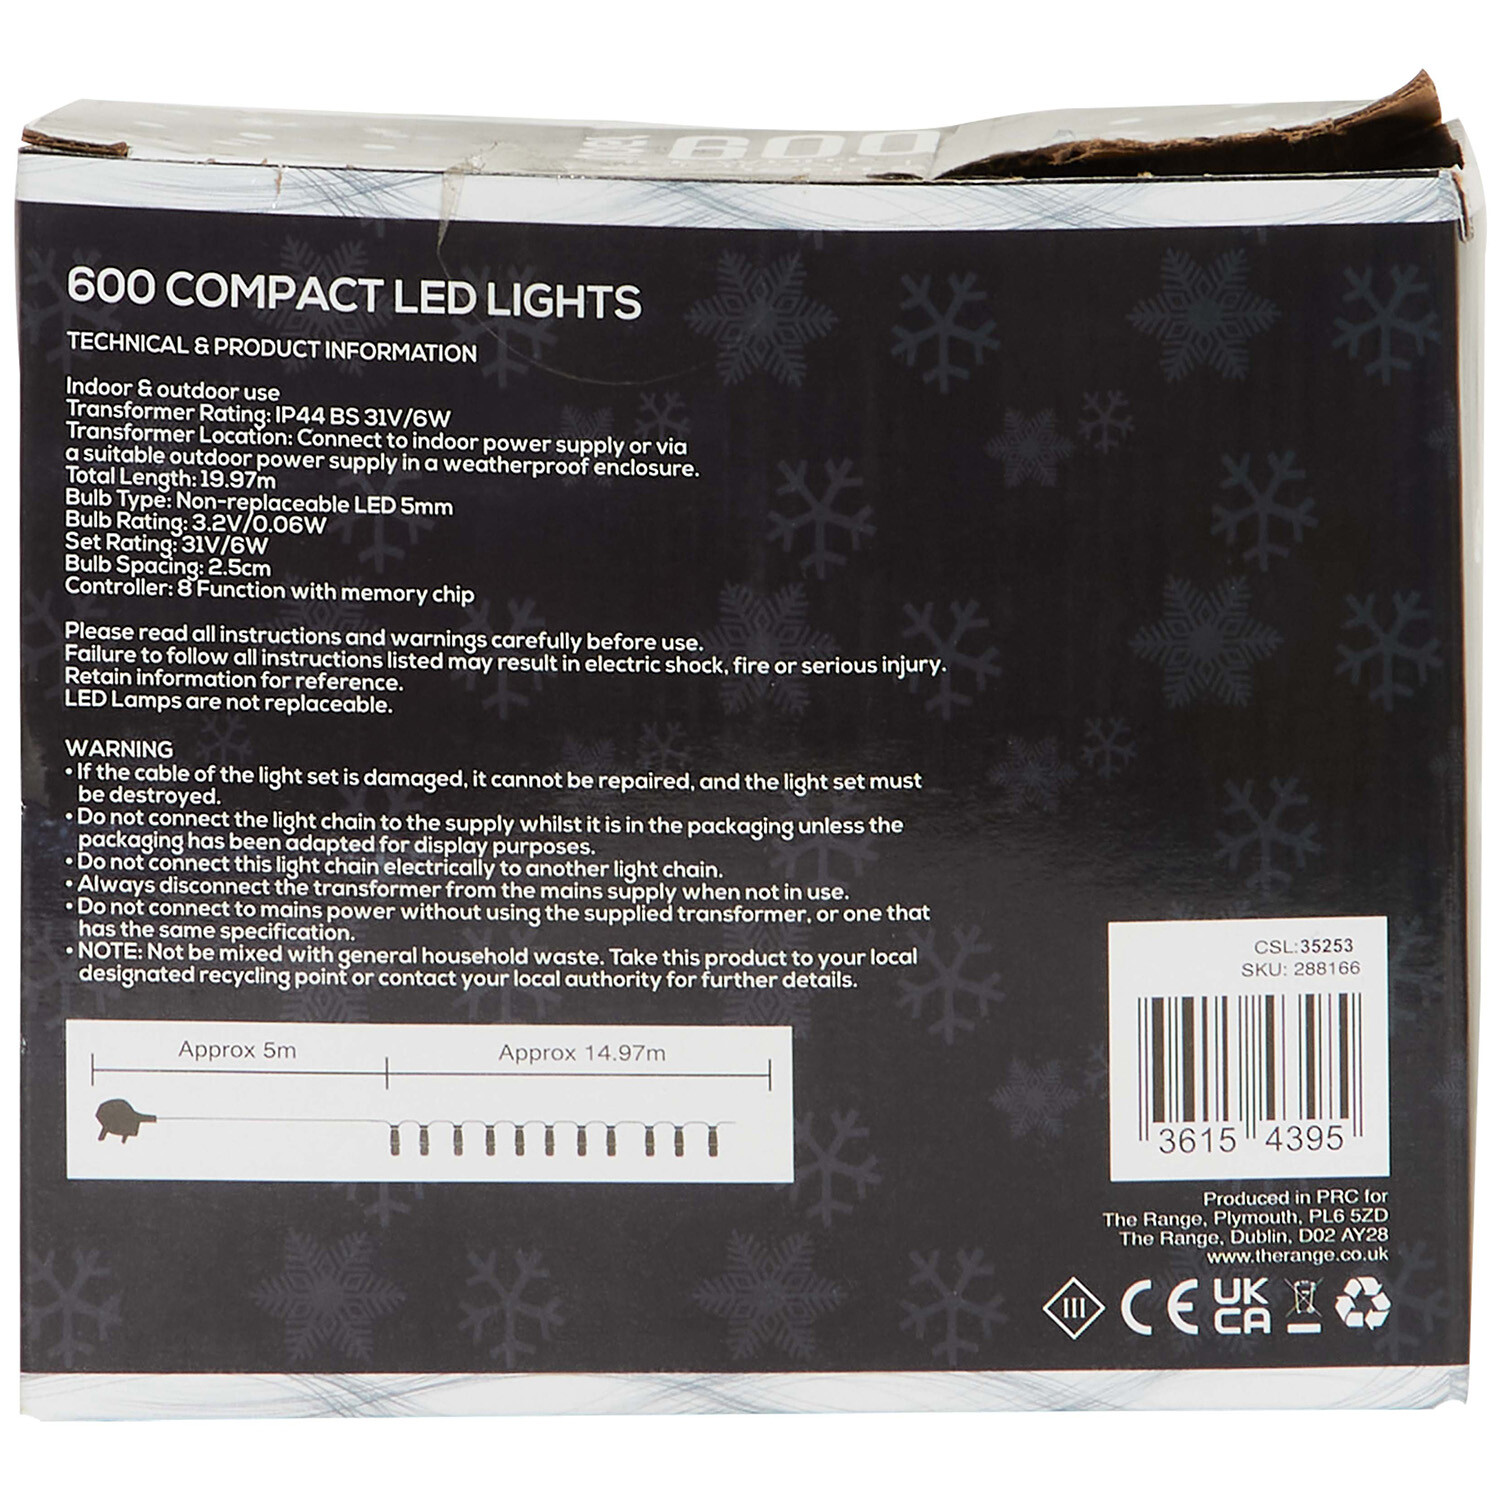 600
600 COMPACT LED LIGHTS
TECHNICAL & PRODUCT INFORMATION
Indoor & outdoor use
Transformer Rating: IP44 BS 31V/6W
Transformer Location: Connect to indoor power supply or via
a suitable outdoor power supply in a weatherproof enclosure.
Total Length: 19.97m
Bulb Type: Non-replaceable LED 5mm
Bulb Rating: 3.2V/0.06W
Set Rating: 31V/6W
Bulb Spacing: 2.5cm
Controller: 8 Function with memory chip
Please read all instructions and warnings carefully before use.
Failure to follow all instructions listed may result in electric shock, fire or serious injury.
Retain information for reference.
LED Lamps are not replaceable.
WARNING
• If the cable of the light set is damaged, it cannot be repaired, and the light set must
be destroyed.
• Do not connect the light chain to the supply whilst it is in the packaging unless the
packaging has been adapted for display purposes.
• Do not connect this light chain electrically to another light chain.
• Always disconnect the transformer from the mains supply when not in use.
• Do not connect to mains power without using the supplied transformer, or one that
has the same specification.
• NOTE: Not be mixed with general household waste. Take this product to your local
designated recycling point or contact your local authority for further details.
Approx 5m Approx 14.97m
CSL:35253
SKU: 288166
3615 4395
Produced in PRC for
The Range, Plymouth, PL6 5ZD
The Range, Dublin, D02 AY28
www.therange.co.uk
III CE UK
CA